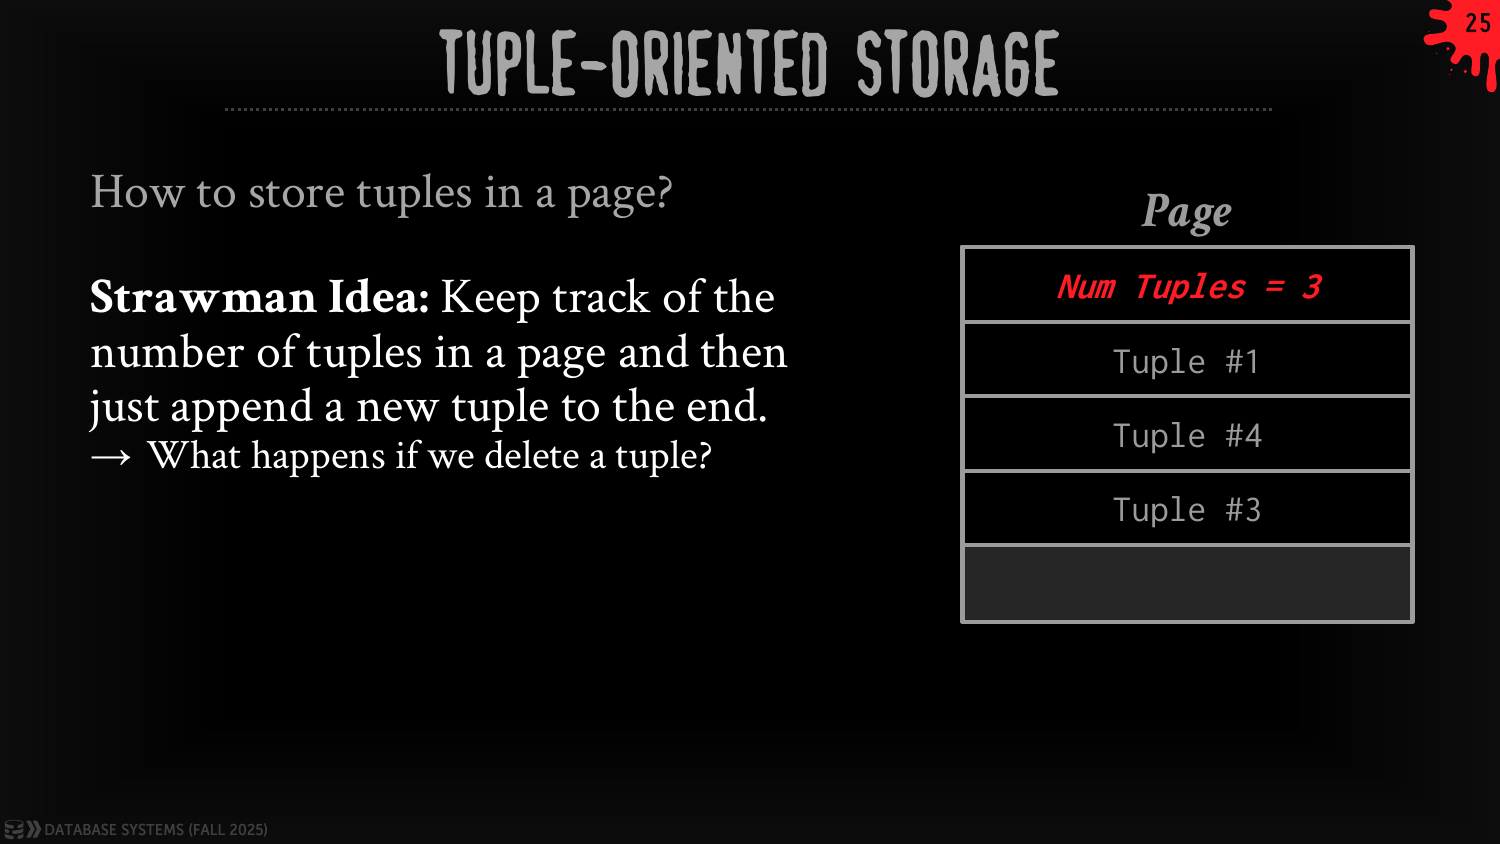 25
TUPLE-ORIENTED STORAGE
How to store tuples in a page?
Strawman Idea: Keep track of the
number of tuples in a page and then
just append a new tuple to the end.
→ What happens if we delete a tuple?
Page
Num Tuples = 3
Tuple #1
Tuple #4
Tuple #3
DATABASE SYSTEMS (FALL 2025)